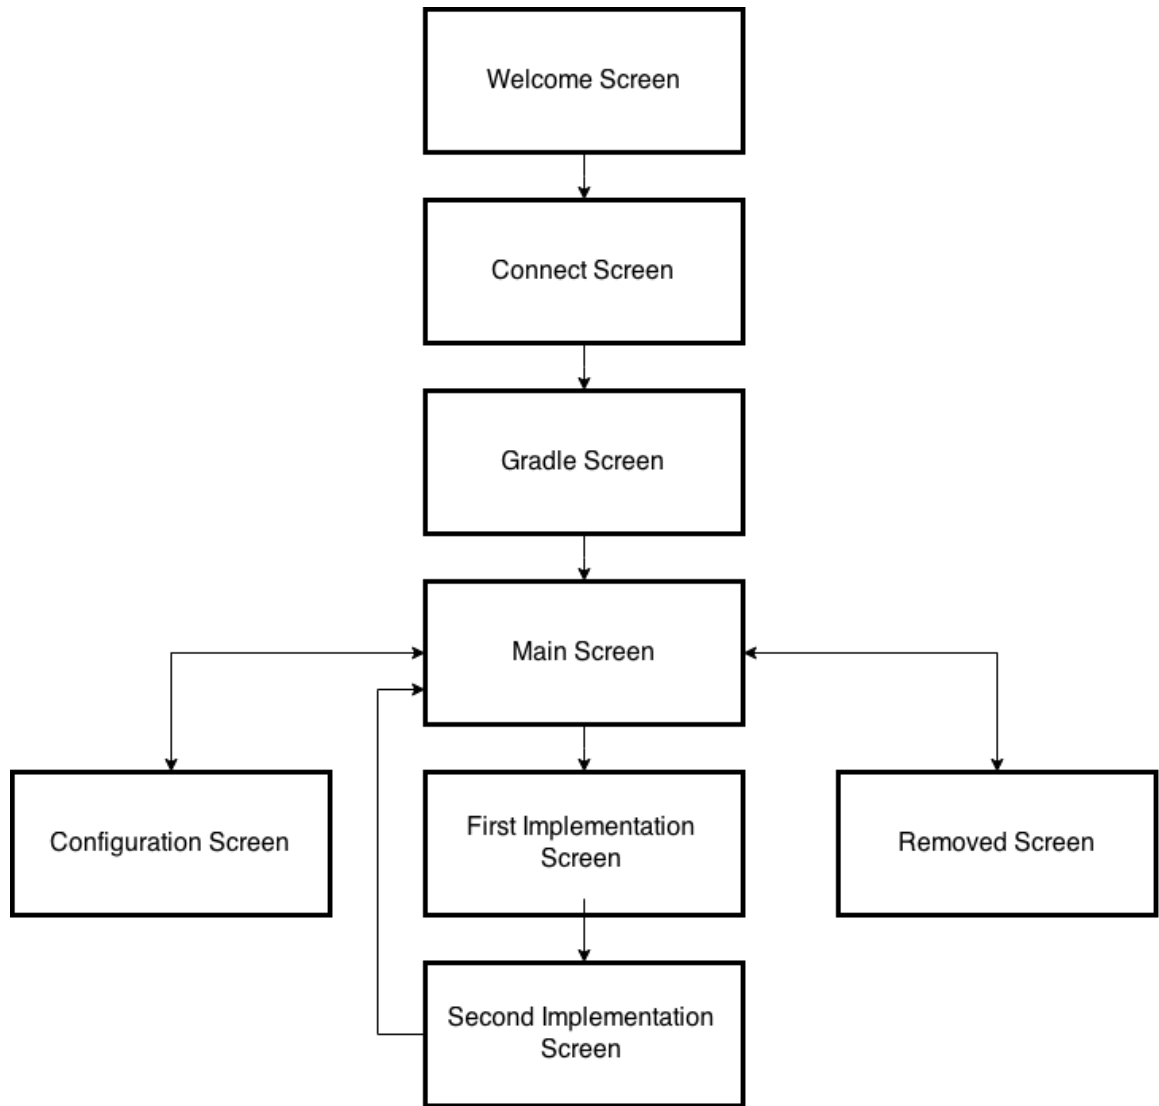 Welcome Screen
Connect Screen
Gradle Screen
Main Screen
Configuration Screen
First Implementation
Screen
Removed Screen
Second Implementation
Screen